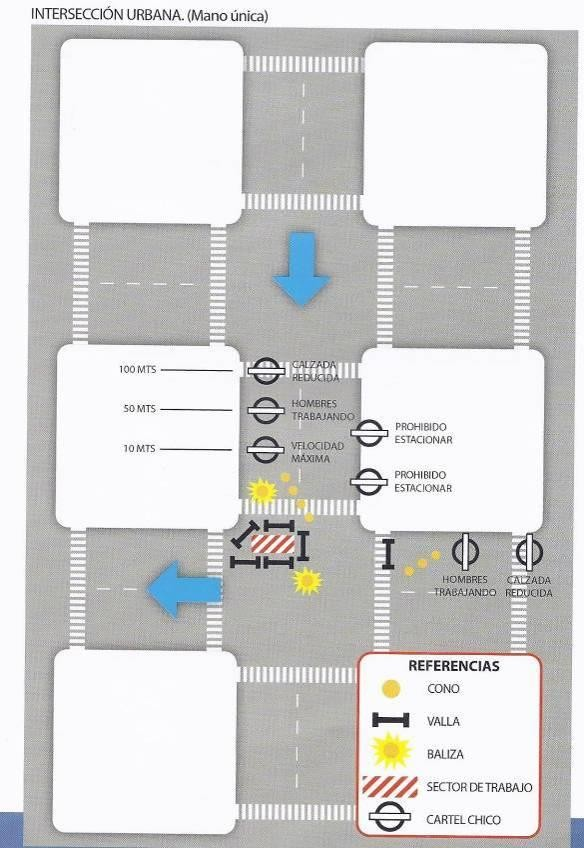 INTERSECCIÓN URBANA. (Mano única)
100 MTS
CALZADA
REDUCIDA
50 MTS
HOMBRES
TRABAJANDO
10 MTS
VELOCIDAD
MÁXIMA
PROHIBIDO
ESTACIONAR
PROHIBIDO
ESTACIONAR
HOMBRES
TRABAJANDO
CALZADA
REDUCIDA
REFERENCIAS
CONO
VALLA
BALIZA
SECTOR DE TRABAJO
CARTEL CHICO